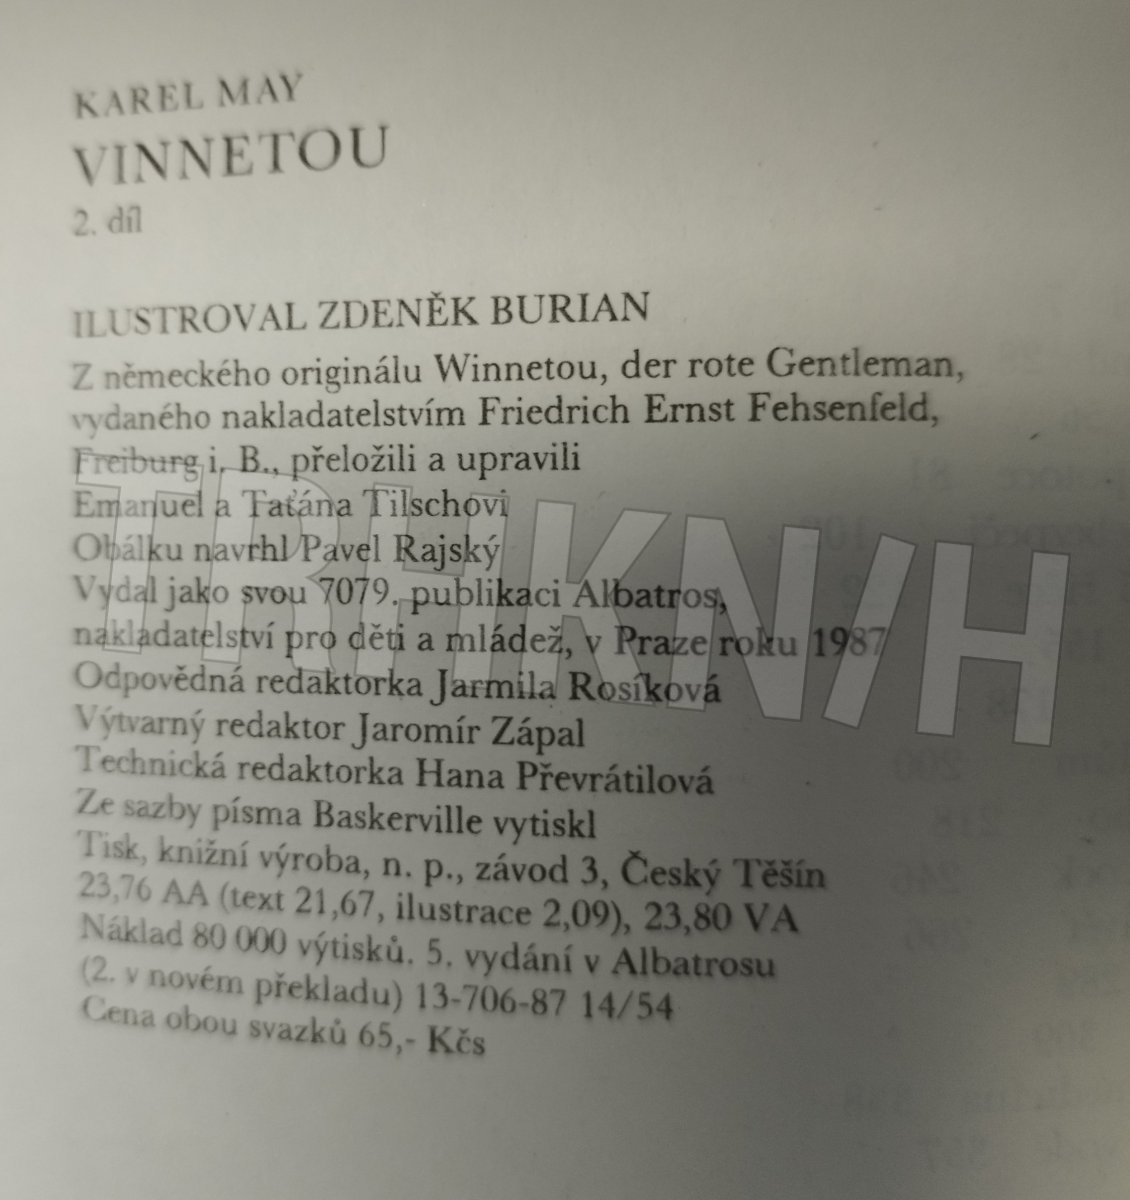 KAREL MAY
VINNETOU
2. díl
ILUSTROVAL ZDENĚK BURIAN
Z německého originálu Winnetou, der rote Gentleman,
vydaného nakladatelstvím Friedrich Ernst Fehsenfeld,
Freiburg i. B., přeložili a upravili
Emanuel a Taťána Tilschovi
Obálku navrhl Pavel Rajský
Vydal jako svou 7079. publikaci Albatros,
nakladatelství pro děti a mládež, v Praze roku 1987
Odpovědná redaktorka Jarmila Rosíková
Výtvarný redaktor Jaromír Zápal
Technická redaktorka Hana Převrátilová
Ze sazby písma Baskerville vytiskl
Tisk, knižní výroba, n. p., závod 3, Český Těšín
23,76 AA (text 21,67, ilustrace 2,09), 23,80 VA
Náklad 80 000 výtisků. 5. vydání v Albatrosu
(2. v novém překladu) 13-706-87 14/54
Cena obou svazků 65,- Kčs
TRHKN/H